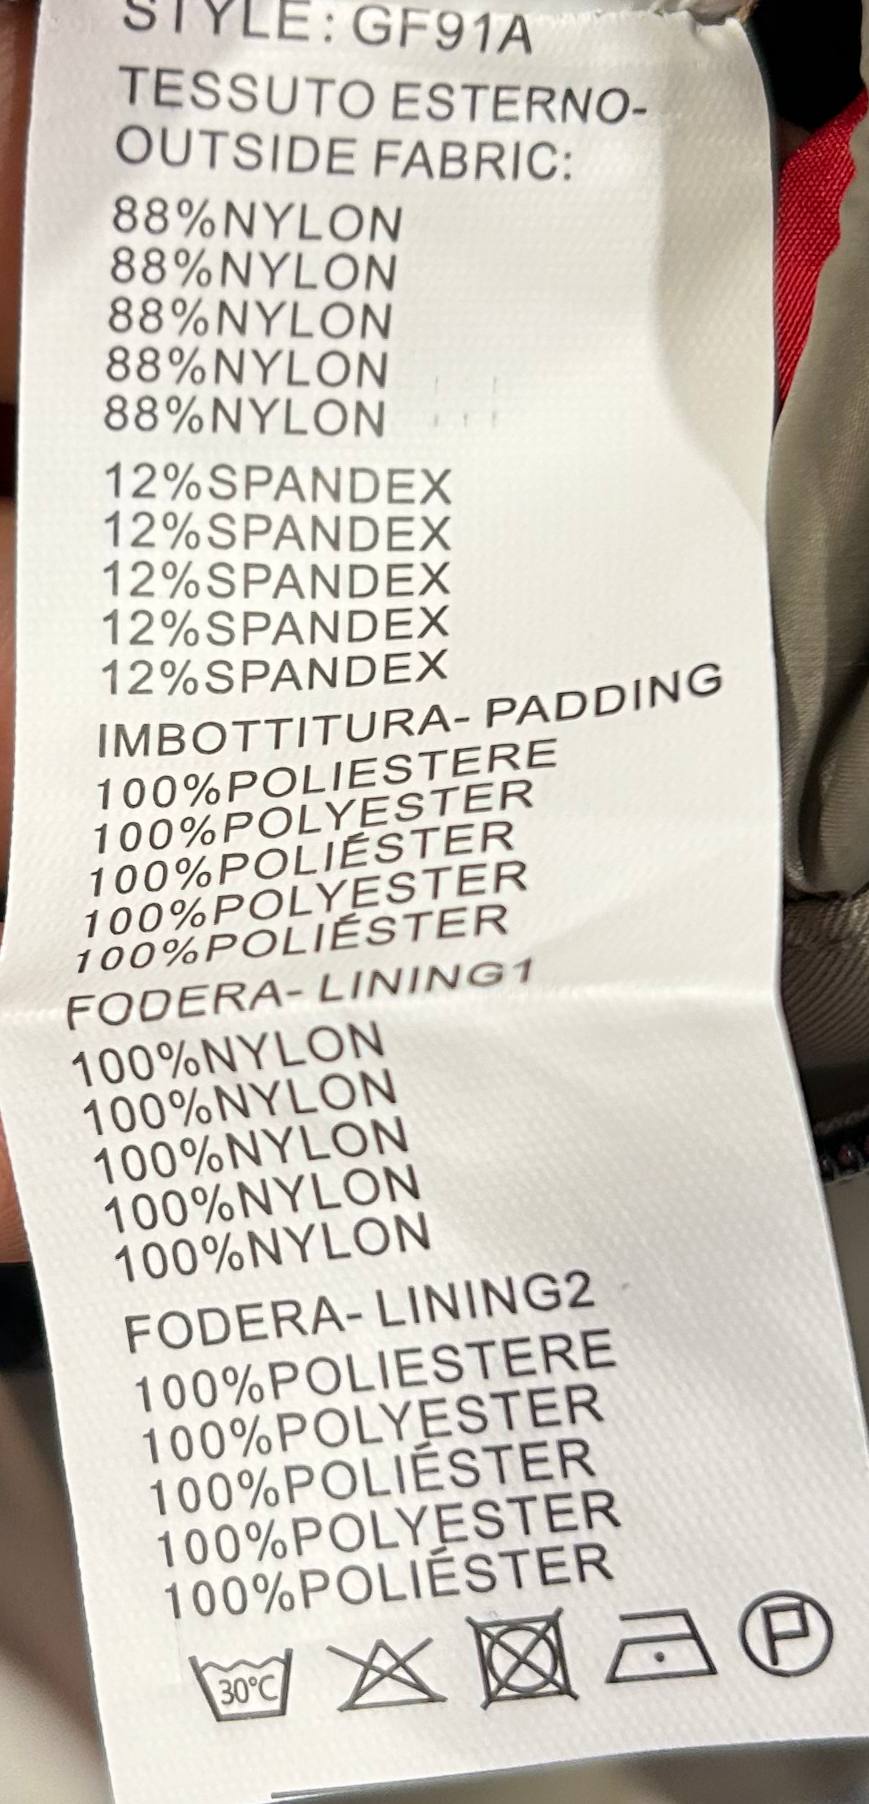 STYLE: GF91A
TESSUTO ESTERNO-
OUTSIDE FABRIC:
88%NYLON
88%NYLON
88%NYLON
88%NYLON
88%NYLON
12%SPANDEX
12%SPANDEX
12%SPANDEX
12%SPANDEX
12%SPANDEX
IMBOTTITURA- PADDING
100%POLIESTERE
100%POLYESTER
100%POLIÉSTER
100%POLYESTER
100%POLIÉSTER
FODERA- LINING1
100%NYLON
100%NYLON
100%NYLON
100%NYLON
100%NYLON
FODERA- LINING2
100%POLIESTERE
100%POLYESTER
100%POLIÉSTER
100%POLYESTER
100%POLIÉSTER
30°C P